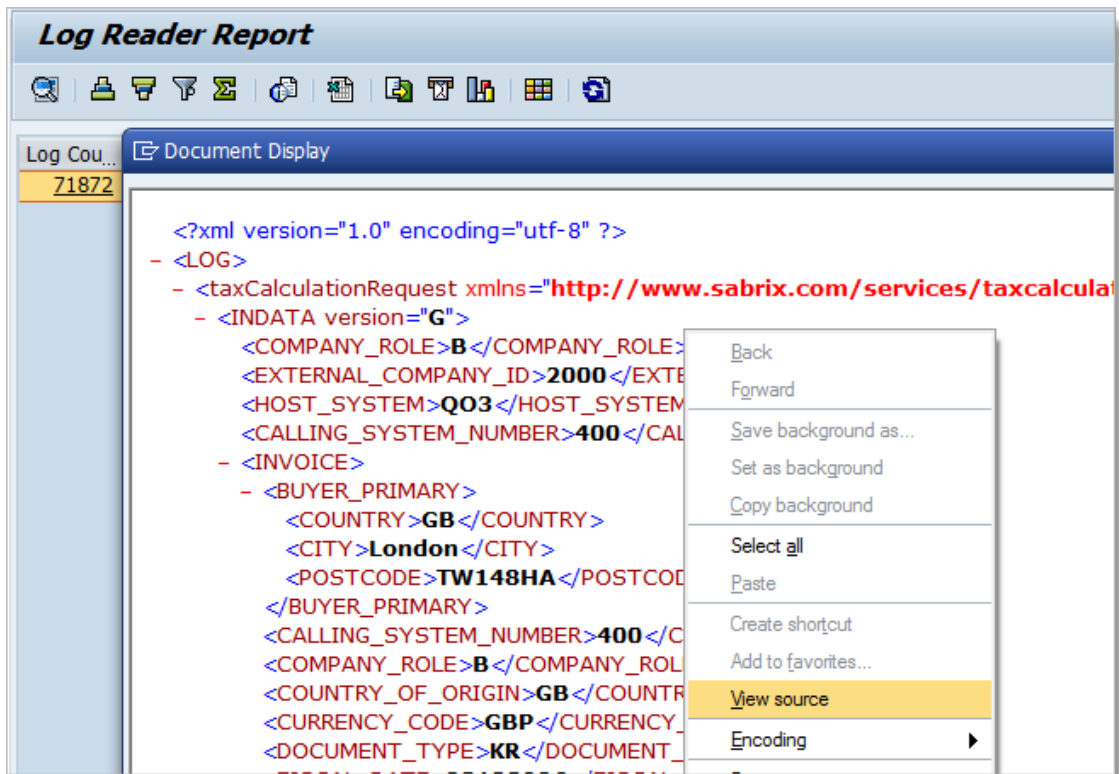 Log Reader Report
Log Cou...
71872
Document Display
<?xml version="1.0" encoding="utf-8" ?>
– <LOG>
– <taxCalculationRequest xmlns="http://www.sabrix.com/services/taxcalculat
– <INDATA version="G">
<COMPANY_ROLE>B</COMPANY_ROLE>
<EXTERNAL_COMPANY_ID>2000</EXTE
<HOST_SYSTEM>QO3</HOST_SYSTEM
<CALLING_SYSTEM_NUMBER>400</CAL
– <INVOICE>
– <BUYER_PRIMARY>
<COUNTRY>GB</COUNTRY>
<CITY>London</CITY>
<POSTCODE>TW148HA</POSTCOD
</BUYER_PRIMARY>
<CALLING_SYSTEM_NUMBER>400</C
<COMPANY_ROLE>B</COMPANY_ROL
<COUNTRY_OF_ORIGIN>GB</COUNTR
<CURRENCY_CODE>GBP</CURRENCY_
<DOCUMENT_TYPE>KR</DOCUMENT_
Back
Forward
Save background as...
Set as background
Copy background
Select all
Paste
Create shortcut
Add to favorites...
View source
Encoding